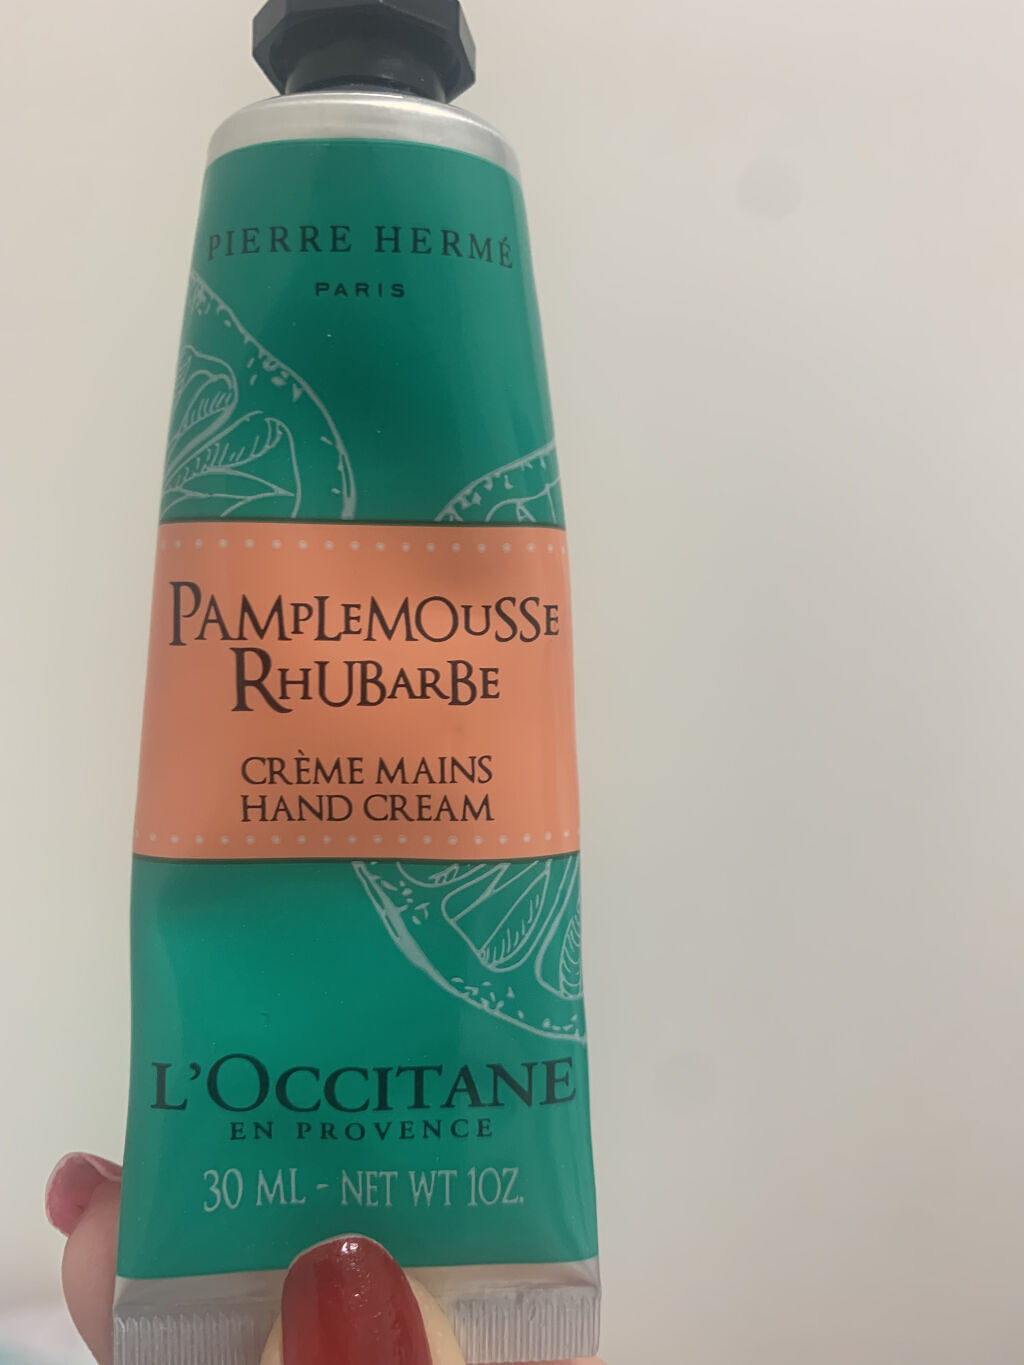 PIERRE HERMÉ
PARIS
PAMPLEMOUSSE
RHUBARBE
CRÈME MAINS
HAND CREAM
L'OCCITANE
EN PROVENCE
30 ML - NET WT 1OZ.